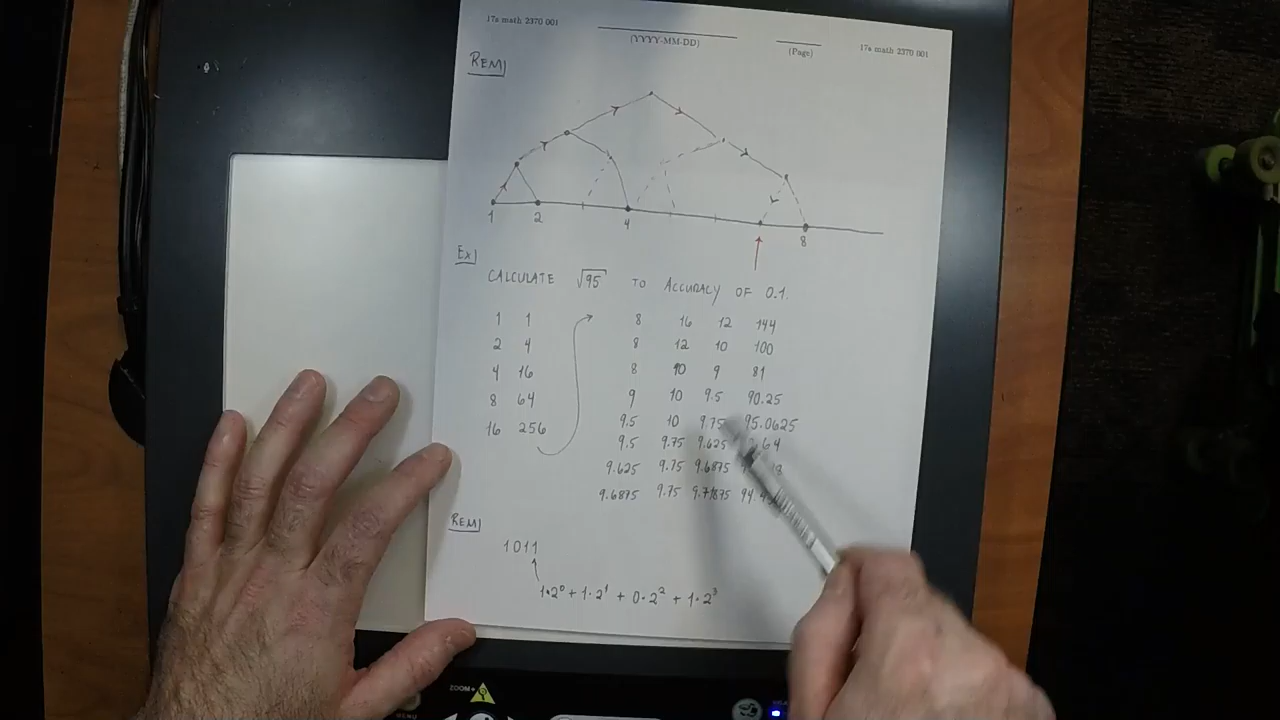 17s math 2370 001
(YYYY-MM-DD)
(Page)
17s math 2370 001
REM
1 2 4 8
Ex
CALCULATE √95 TO ACCURACY OF 0.1.
1 1
2 4
4 16
8 64
16 256
8 16 12 144
8 12 10 100
8 10 9 81
9 10 9.5 90.25
9.5 10 9.75 95.0625
9.5 9.75 9.625
9.625 9.75 9.6875
9.6875 9.75 9.71875
REM
1011
1·2⁰ + 1·2¹ + 0·2² + 1·2³
ZOOM